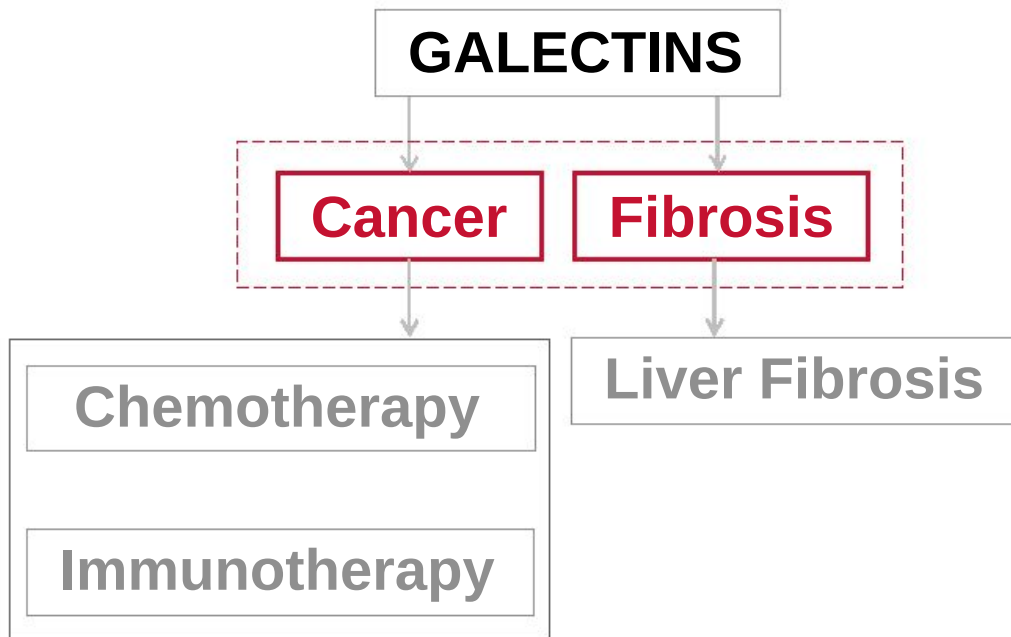 GALECTINS
Cancer
Fibrosis
Chemotherapy
Liver Fibrosis
Immunotherapy